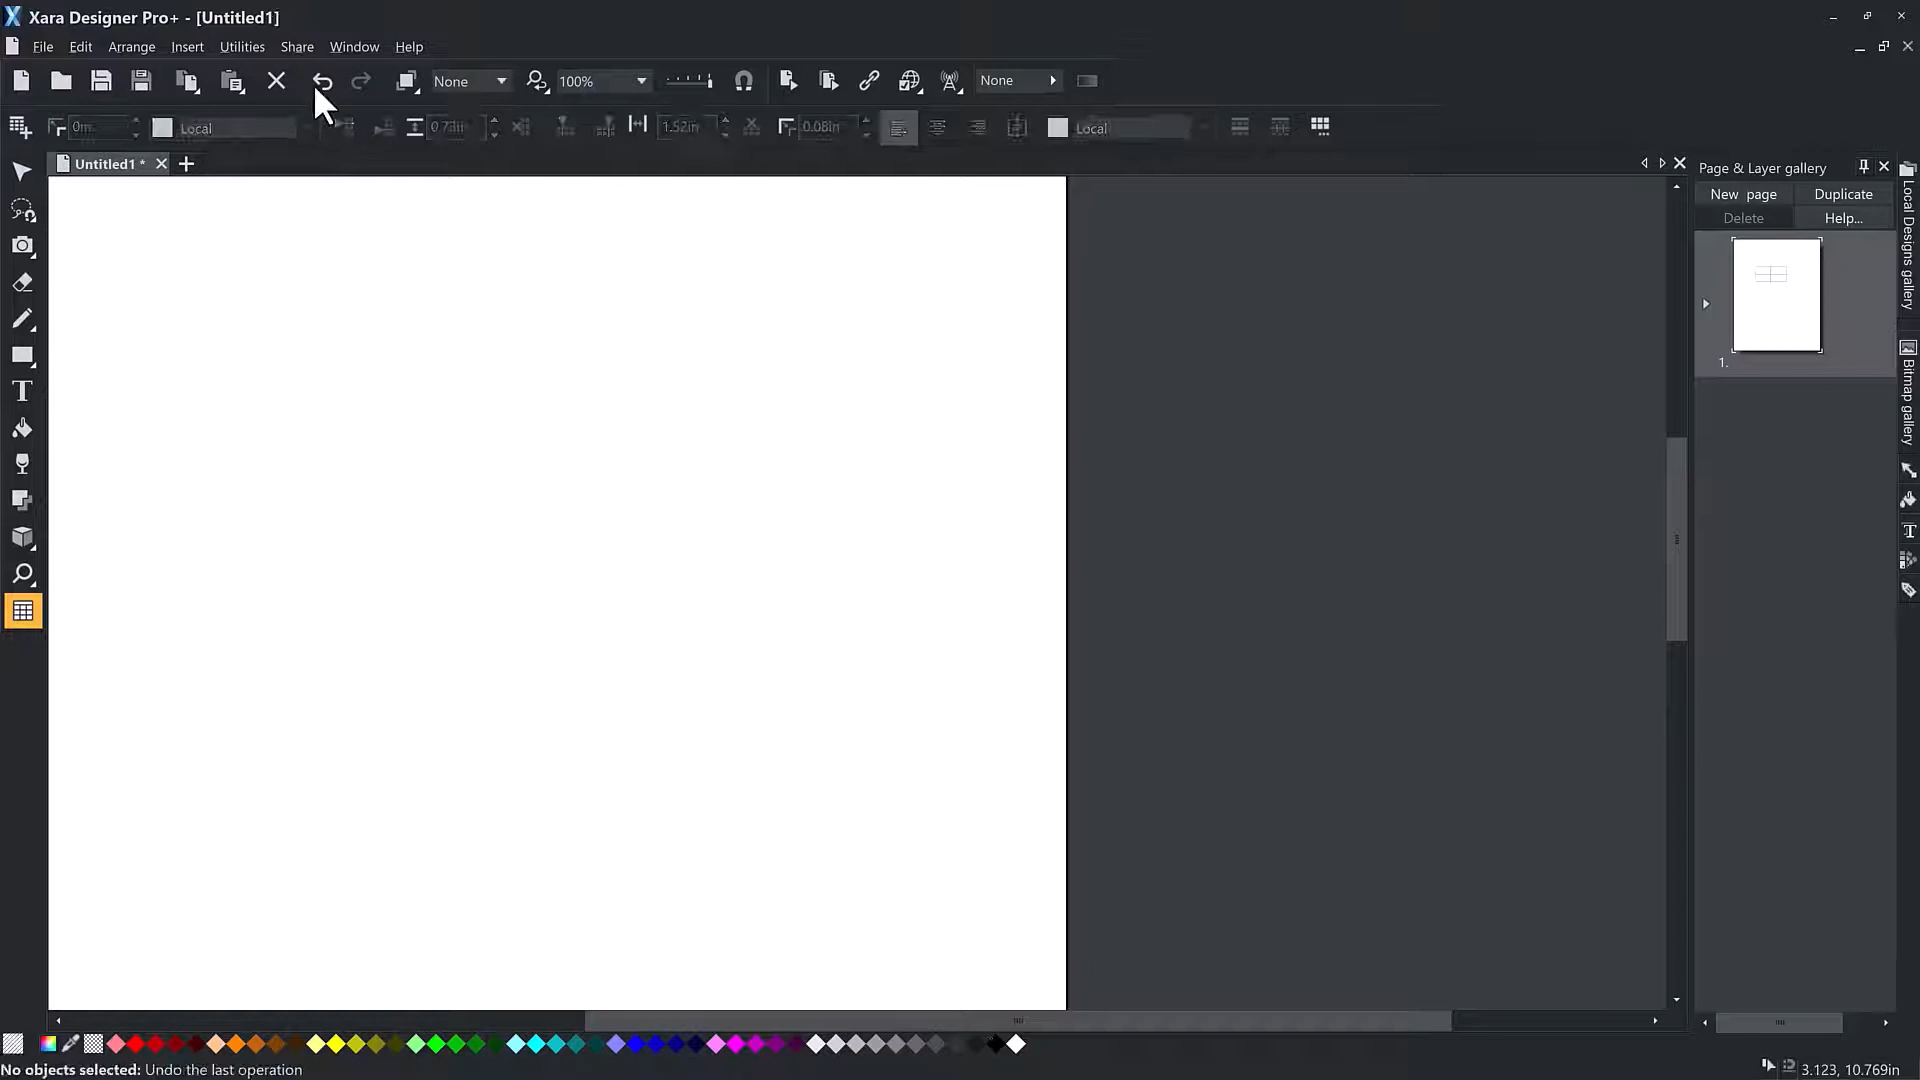 Xara Designer Pro+ - [Untitled1]
File Edit Arrange Insert Utilities Share Window Help
None 100% None
Local 0.08in Local
Untitled1 *
Page & Layer gallery
New page Duplicate
Delete Help...
1.
Local Designs gallery
Bitmap gallery
No objects selected: Undo the last operation
3.123, 10.769in